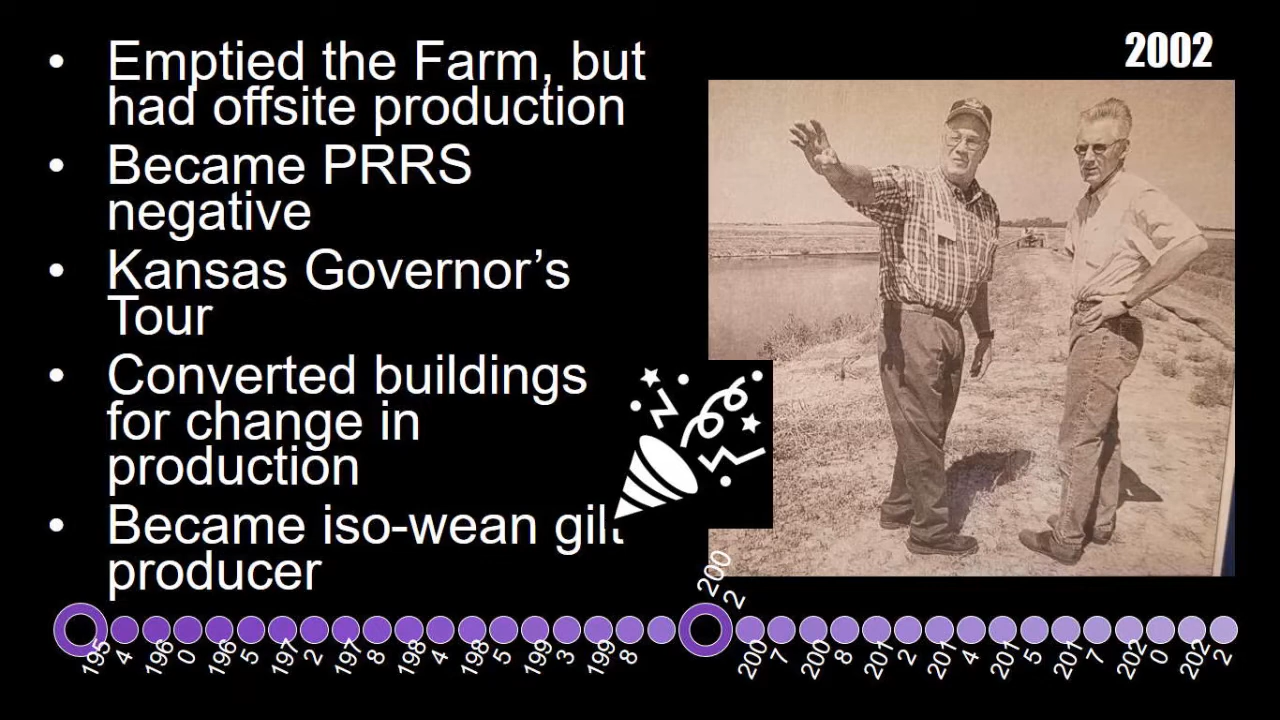 2002
• Emptied the Farm, but
had offsite production
• Became PRRS
negative
• Kansas Governor’s
Tour
• Converted buildings
for change in
production
• Became iso-wean gilt
producer
2002
1954
1960
1965
1972
1978
1984
1985
1993
1998
2007
2008
2012
2014
2015
2017
2020
2022